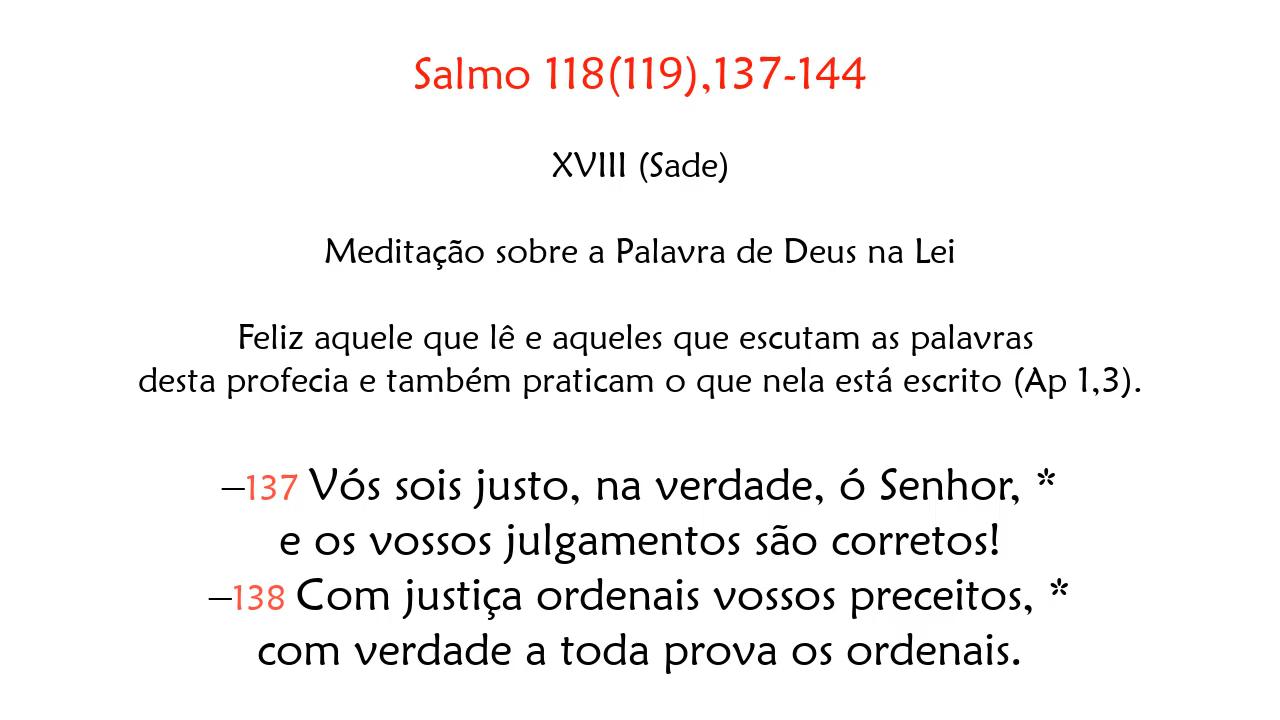 Salmo 118(119),137-144
XVIII (Sade)
Meditação sobre a Palavra de Deus na Lei
Feliz aquele que lê e aqueles que escutam as palavras
desta profecia e também praticam o que nela está escrito (Ap 1,3).
–137 Vós sois justo, na verdade, ó Senhor, *
e os vossos julgamentos são corretos!
–138 Com justiça ordenais vossos preceitos, *
com verdade a toda prova os ordenais.